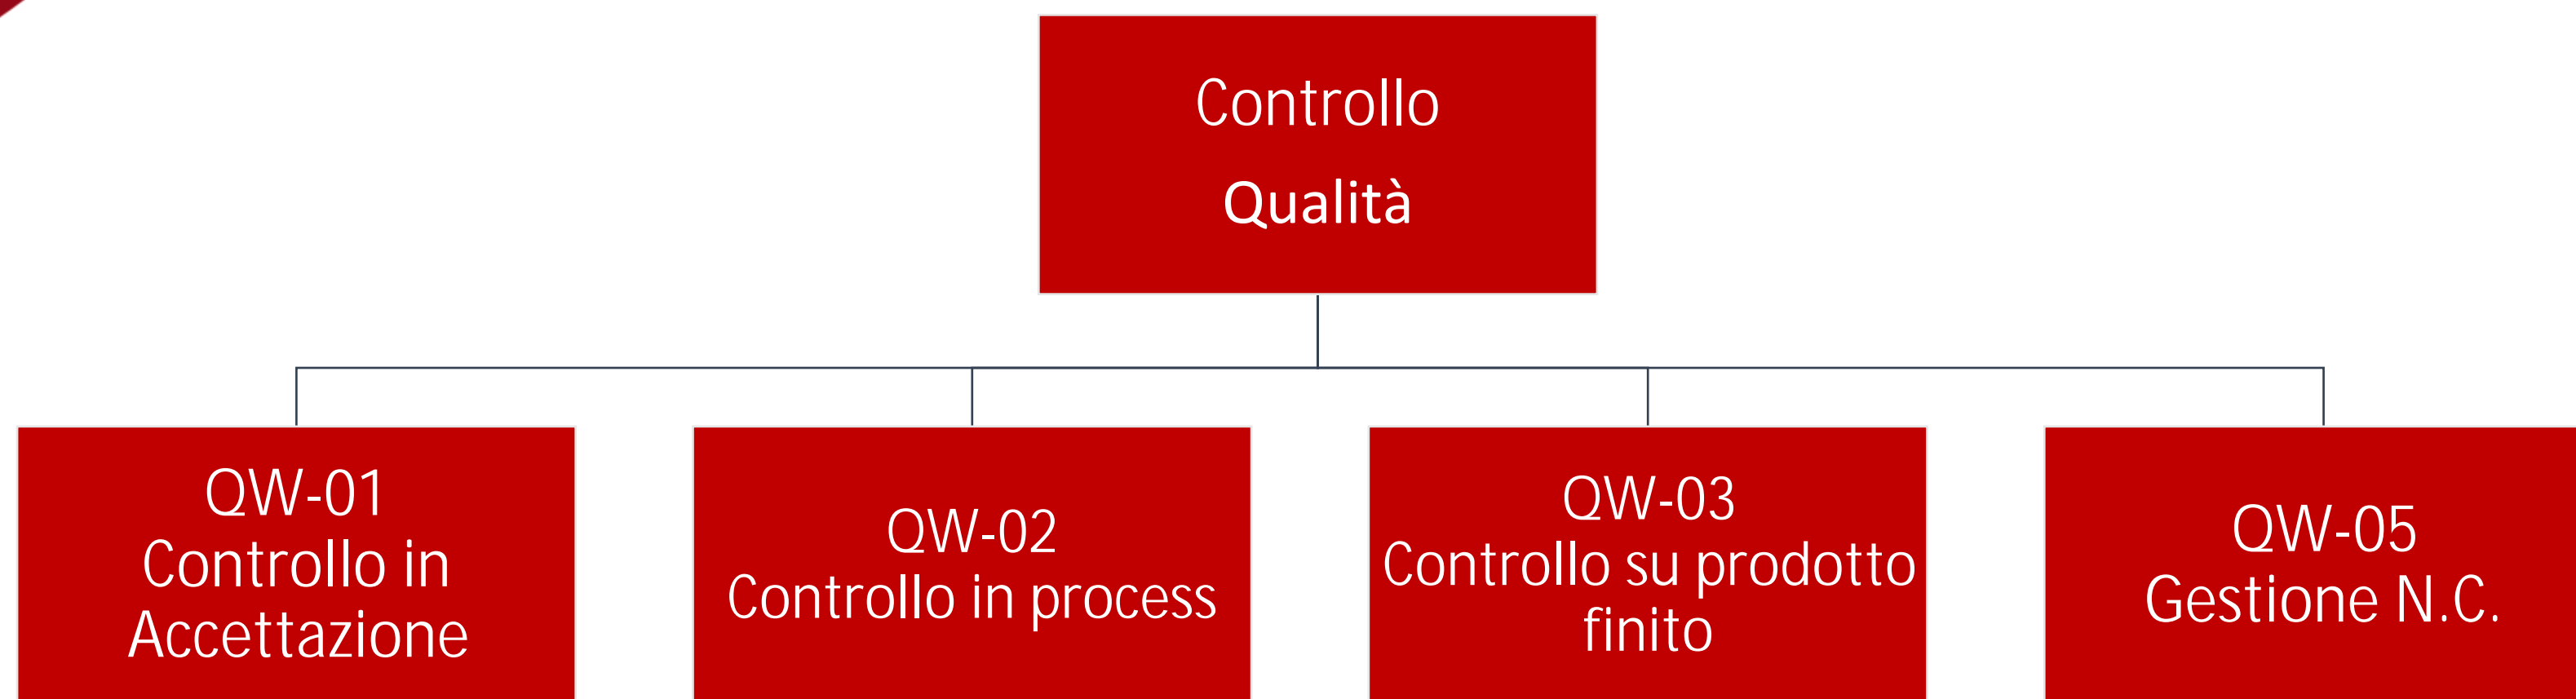 Controllo
Qualità
QW-01
Controllo in
Accettazione
QW-02
Controllo in process
QW-03
Controllo su prodotto
finito
QW-05
Gestione N.C.